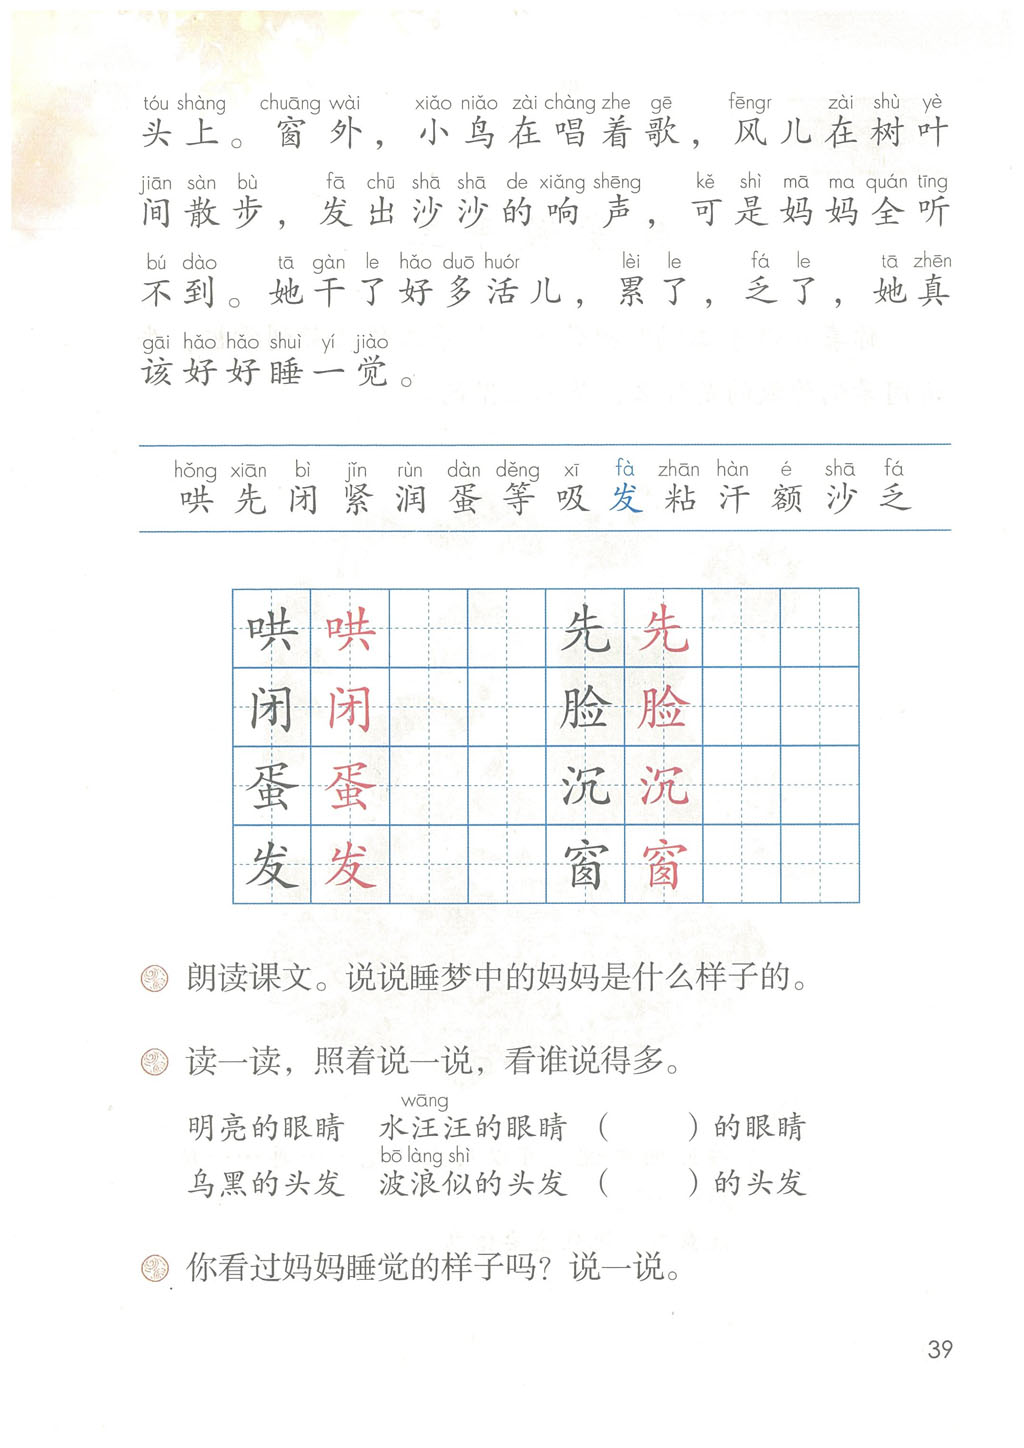 tóu shàng chuāng wài xiǎo niǎo zài chàng zhe gē fēngr zài shù yè
头上。窗外，小鸟在唱着歌，风儿在树叶
jiān sàn bù fā chū shā shā de xiǎng shēng kě shì mā ma quán tīng
间散步，发出沙沙的响声，可是妈妈全听
bú dào tā gàn le hǎo duō huór lèi le fá le tā zhēn
不到。她干了好多活儿，累了，乏了，她真
gāi hǎo hǎo shuì yí jiào
该好好睡一觉。
hǒng xiān bì jǐn rùn dàn děng xī fà zhān hàn é shā fá
哄先闭紧润蛋等吸发粘汗额沙乏
哄哄 先先
闭闭 脸脸
蛋蛋 沉沉
发发 窗窗
朗读课文。说说睡梦中的妈妈是什么样子的。
读一读，照着说一说，看谁说得多。
wāng
明亮的眼睛 水汪汪的眼睛 （ ）的眼睛
bō làng shì
乌黑的头发 波浪似的头发 （ ）的头发
你看过妈妈睡觉的样子吗？说一说。
39